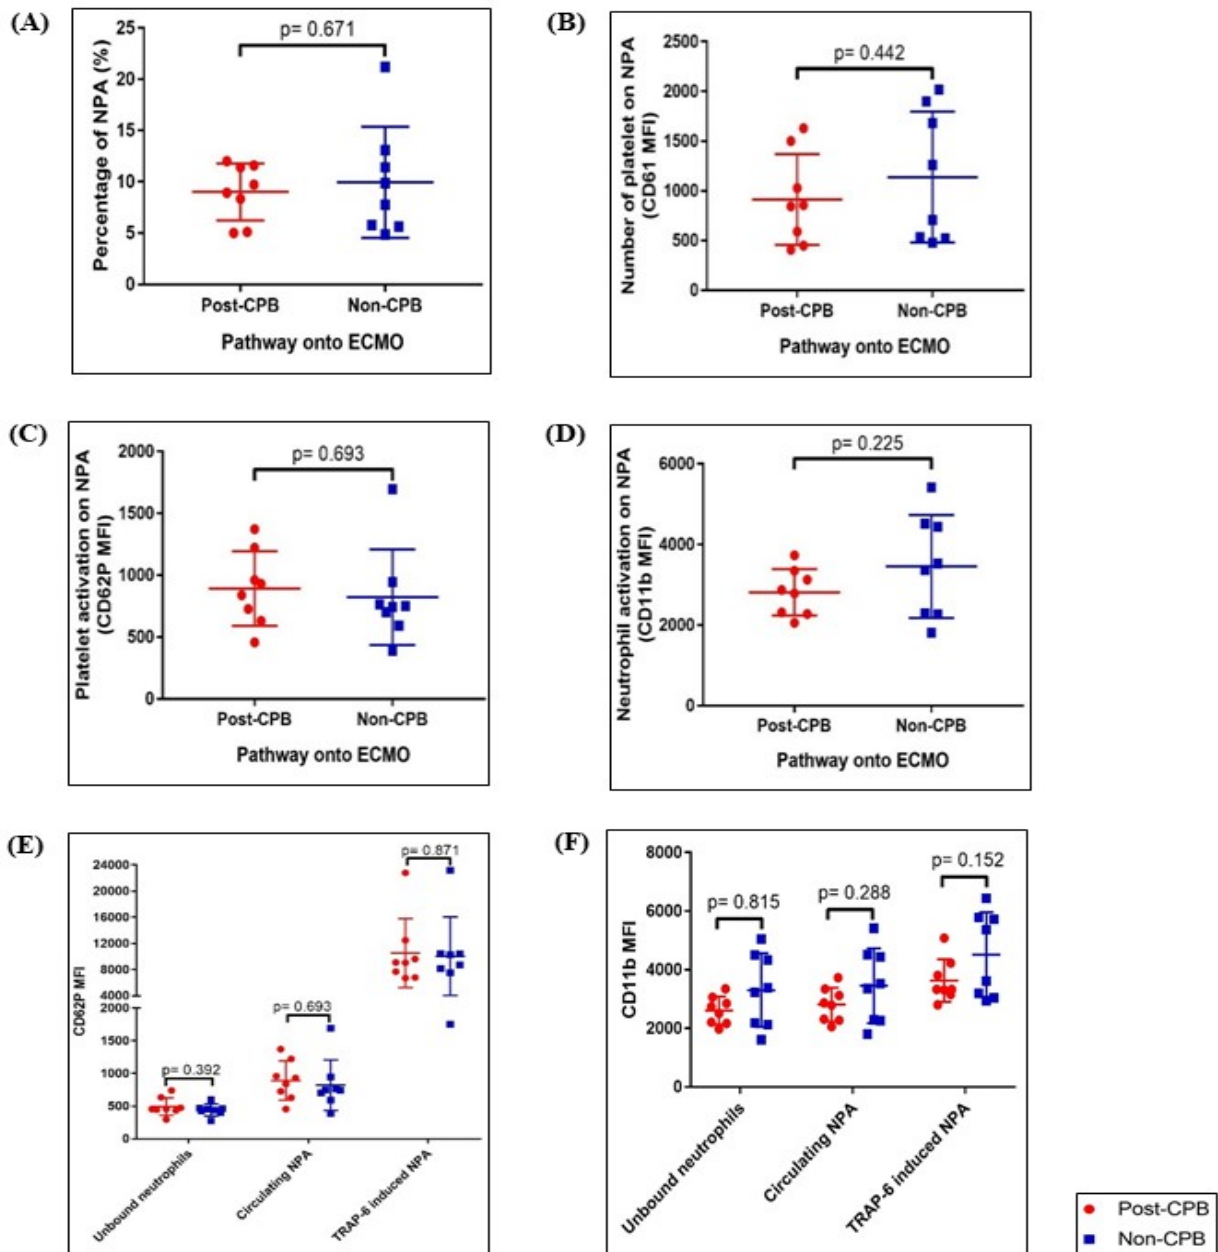 (A)
Percentage of NPA (%)
25
20
15
10
5
0
p= 0.671
Post-CPB Non-CPB
Pathway onto ECMO
(B)
Number of platelet on NPA
(CD61 MFI)
2500
2000
1500
1000
500
0
p= 0.442
Post-CPB Non-CPB
Pathway onto ECMO
(C)
Platelet activation on NPA
(CD62P MFI)
2000
1500
1000
500
0
p= 0.693
Post-CPB Non-CPB
Pathway onto ECMO
(D)
Neutrophil activation on NPA
(CD11b MFI)
6000
4000
2000
0
p= 0.225
Post-CPB Non-CPB
Pathway onto ECMO
(E)
CD62P MFI
24000
20000
16000
12000
8000
4000
2000
1500
1000
500
0
p= 0.392
p= 0.693
p= 0.871
Unbound neutrophils
Circulating NPA
TRAP-6 induced NPA
(F)
CD11b MFI
8000
6000
4000
2000
0
p= 0.815
p= 0.288
p= 0.152
Unbound neutrophils
Circulating NPA
TRAP-6 induced NPA
Post-CPB
Non-CPB